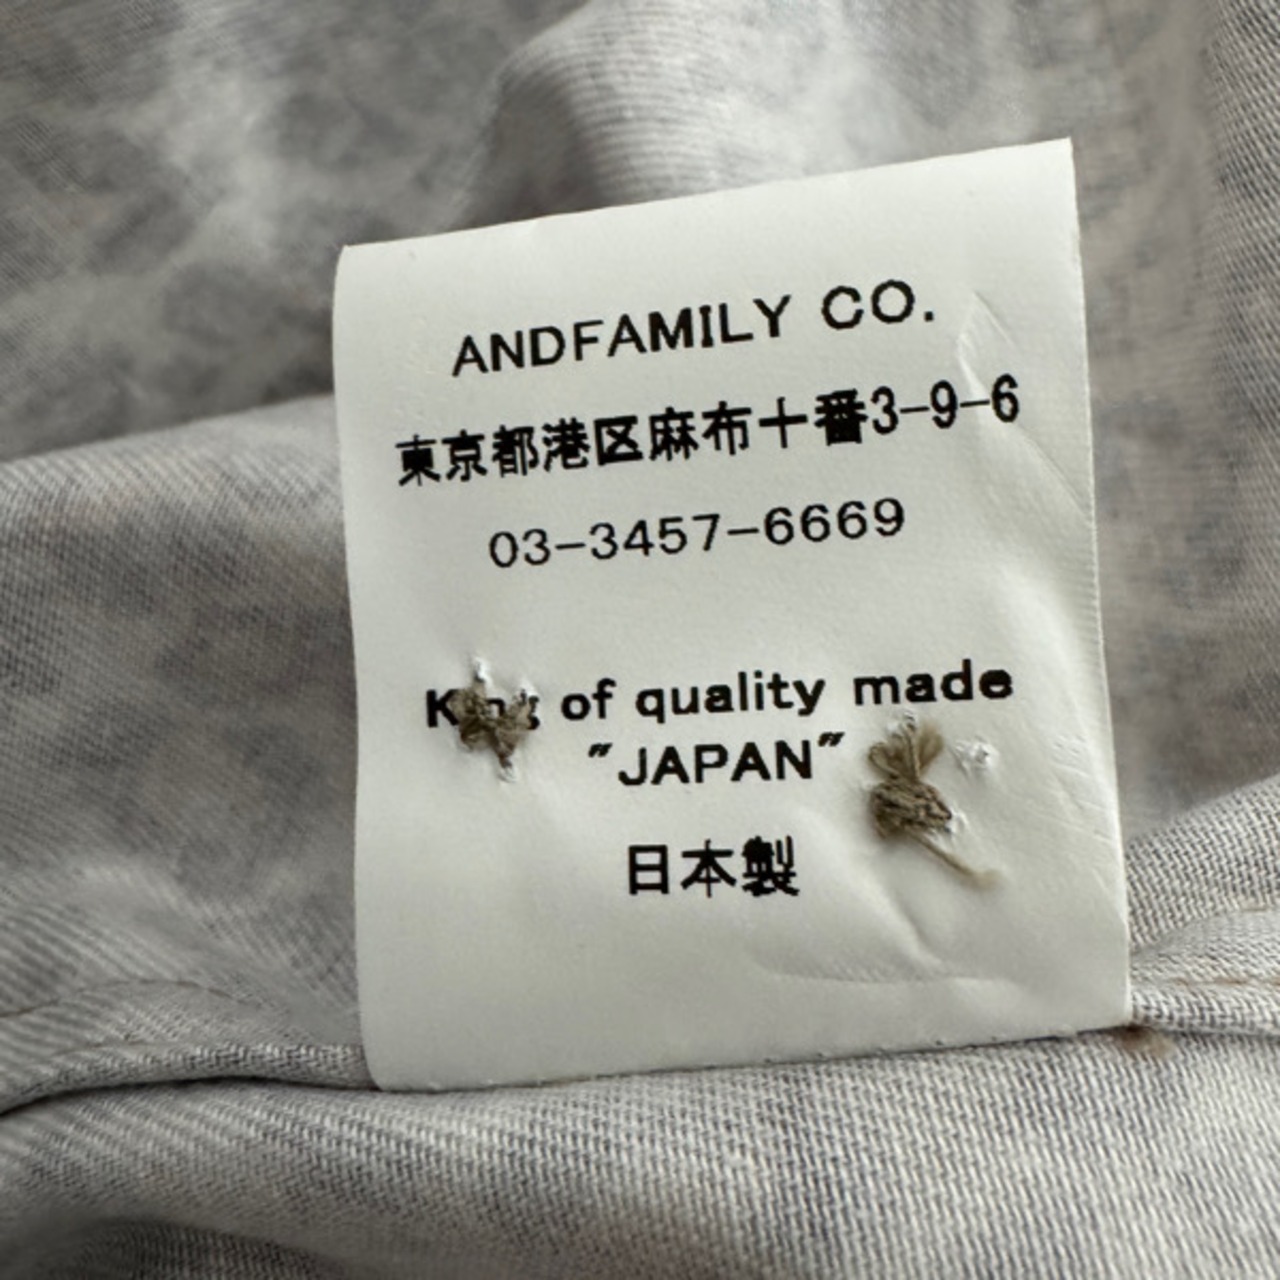 ANDFAMILY CO.
東京都港区麻布十番3-9-6
03-3457-6669
King of quality made
"JAPAN"
日本製